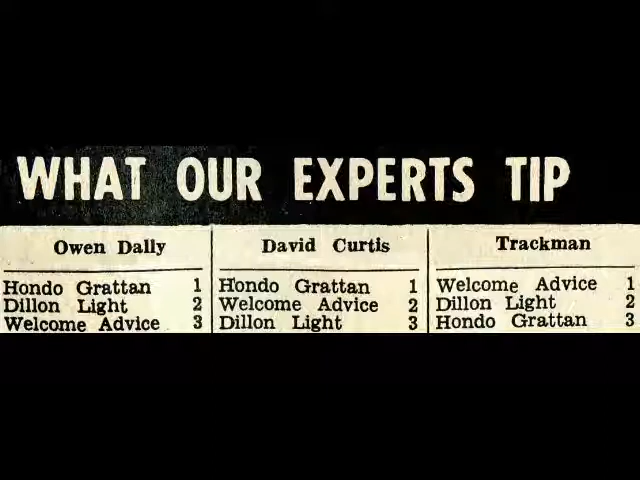 WHAT OUR EXPERTS TIP
Owen Dally
Hondo Grattan 1
Dillon Light 2
Welcome Advice 3
David Curtis
Hondo Grattan 1
Welcome Advice 2
Dillon Light 3
Trackman
Welcome Advice 1
Dillon Light 2
Hondo Grattan 3